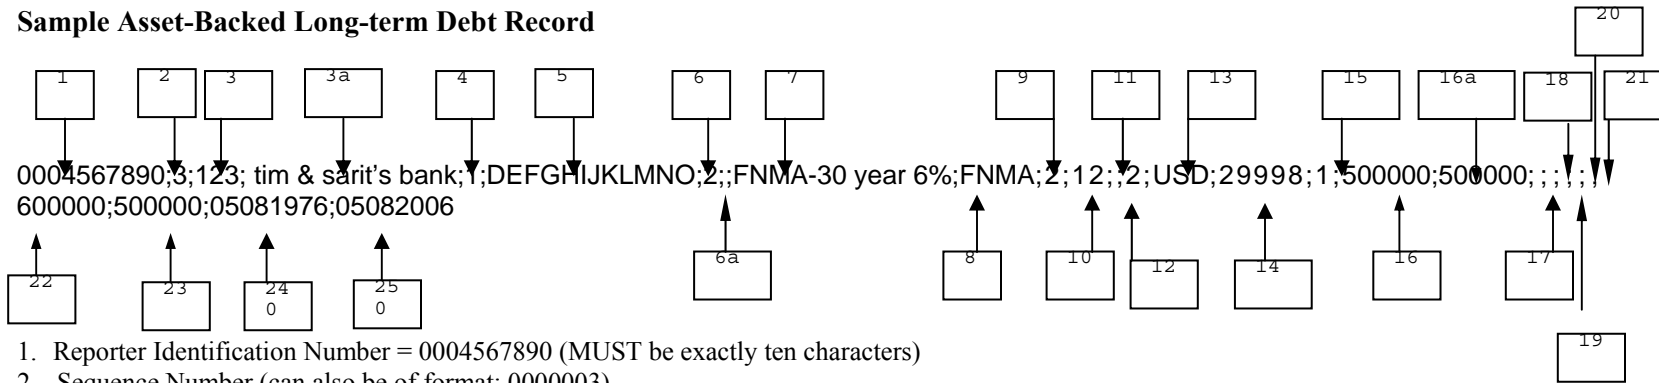 Sample Asset-Backed Long-term Debt Record
20
1 2 3 3a 4 5 6 7 9 11 13 15 16a 18 21
0004567890;3;123; tim & sarit's bank;1;DEFGHIJKLMNO;2;;FNMA-30 year 6%;FNMA;2;12;;2;USD;29998;1;500000;500000;;;;;;
600000;500000;05081976;05082006
22 23 24 25 6a 8 10 12 14 16 17
0 0
19
1. Reporter Identification Number = 0004567890 (MUST be exactly ten characters)
2. Sequence Number (can also be of format: 0000003)